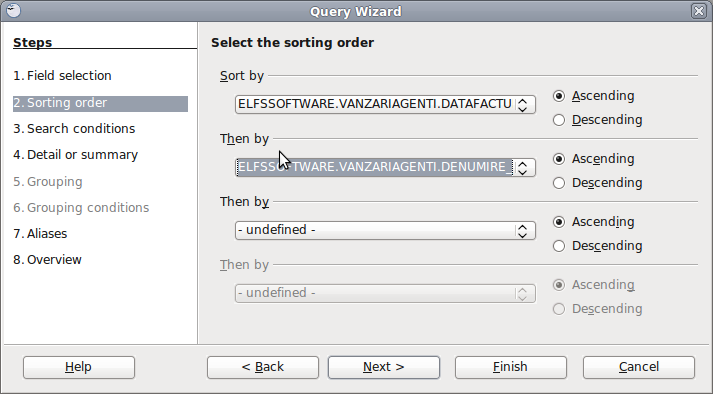 Query Wizard
Steps
1. Field selection
2. Sorting order
3. Search conditions
4. Detail or summary
5. Grouping
6. Grouping conditions
7. Aliases
8. Overview
Select the sorting order
Sort by
ELFSSOFTWARE.VANZARIAGENTI.DATAFACTU
Ascending
Descending
Then by
ELFSSOFTWARE.VANZARIAGENTI.DENUMIRE_
Ascending
Descending
Then by
- undefined -
Ascending
Descending
Then by
- undefined -
Ascending
Descending
Help
< Back
Next >
Finish
Cancel